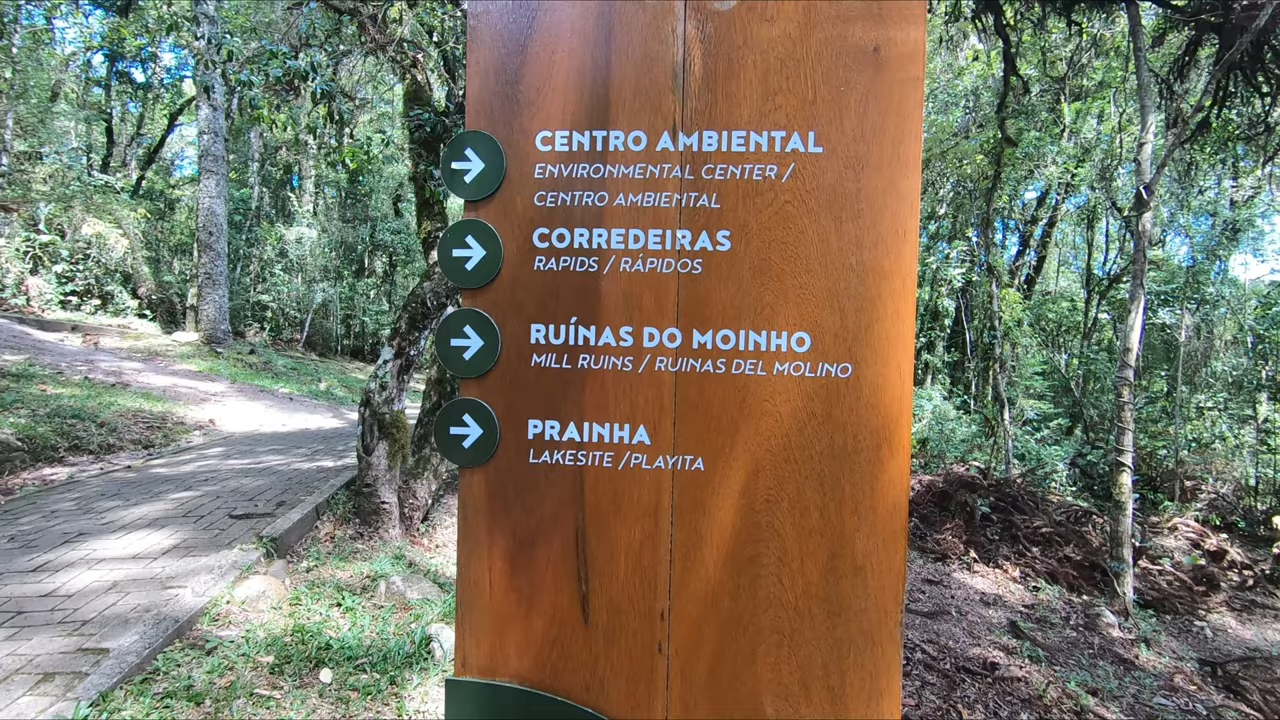 CENTRO AMBIENTAL
ENVIRONMENTAL CENTER /
CENTRO AMBIENTAL
CORREDEIRAS
RAPIDS / RÁPIDOS
RUÍNAS DO MOINHO
MILL RUINS / RUINAS DEL MOLINO
PRAINHA
LAKESITE /PLAYITA